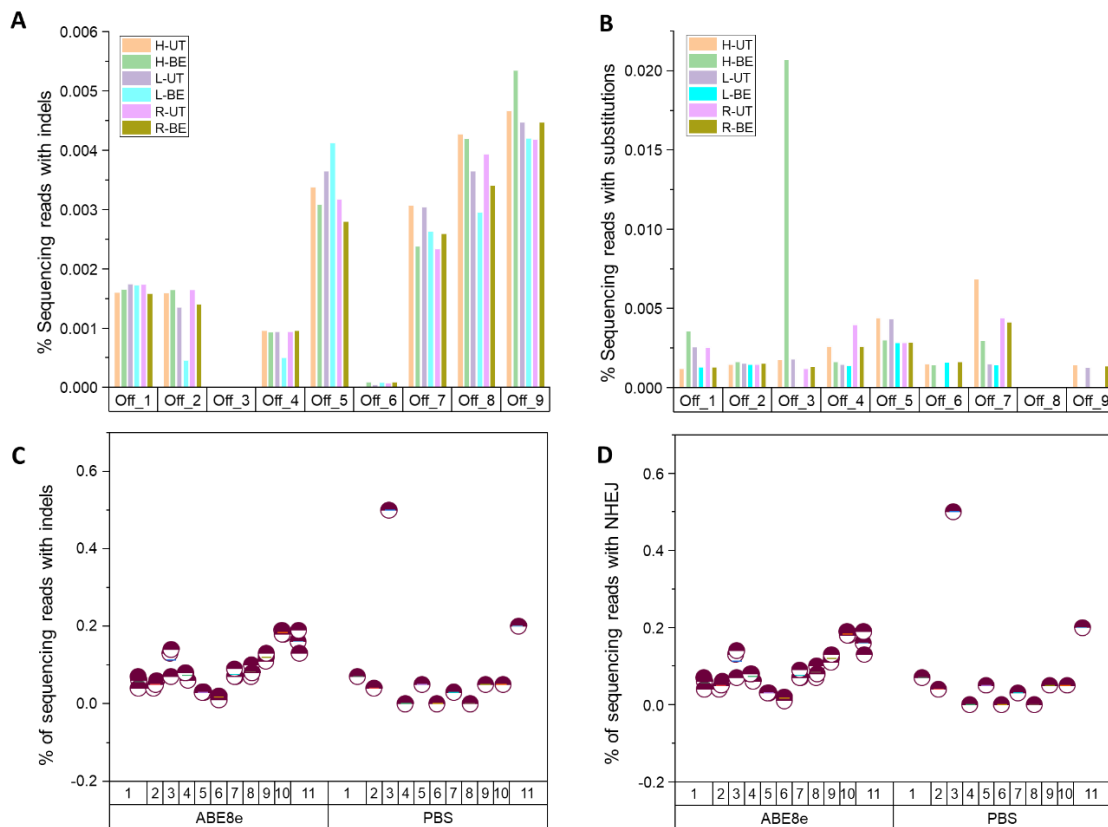 A
% Sequencing reads with indels
0.006
0.005
0.004
0.003
0.002
0.001
0.000
H-UT
H-BE
L-UT
L-BE
R-UT
R-BE
Off_1 Off_2 Off_3 Off_4 Off_5 Off_6 Off_7 Off_8 Off_9
B
% Sequencing reads with substitutions
0.020
0.015
0.010
0.005
0.000
H-UT
H-BE
L-UT
L-BE
R-UT
R-BE
Off_1 Off_2 Off_3 Off_4 Off_5 Off_6 Off_7 Off_8 Off_9
C
% of sequencing reads with indels
0.6
0.4
0.2
0.0
-0.2
1 2 3 4 5 6 7 8 9 10 11 1 2 3 4 5 6 7 8 9 10 11
ABE8e PBS
D
% of sequencing reads with NHEJ
0.6
0.4
0.2
0.0
-0.2
1 2 3 4 5 6 7 8 9 10 11 1 2 3 4 5 6 7 8 9 10 11
ABE8e PBS